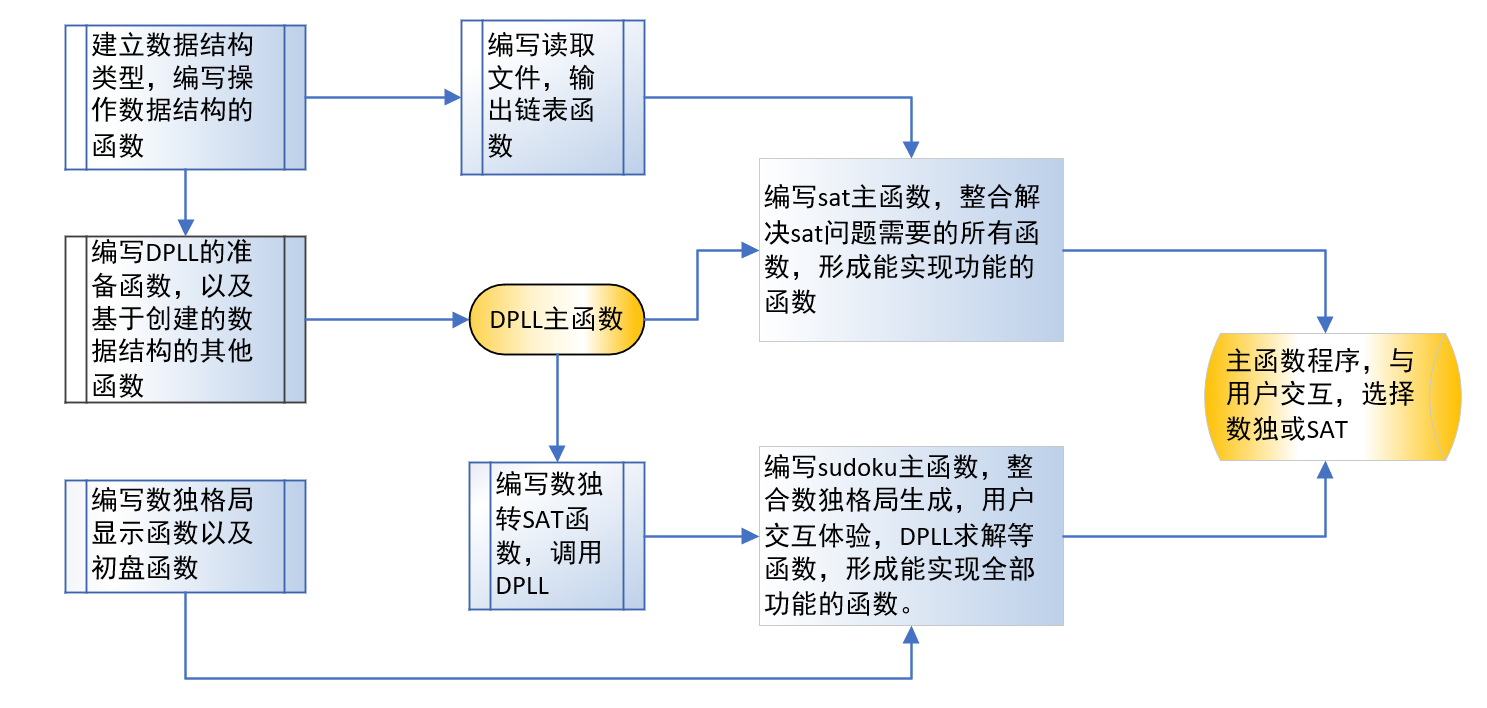 建立数据结构
类型，编写操
作数据结构的
函数
编写读取
文件，输
出链表函
数
编写sat主函数，整合解
决sat问题需要的所有函
数，形成能实现功能的
函数
编写DPLL的准
备函数，以及
基于创建的数
据结构的其他
函数
DPLL主函数
主函数程序，与
用户交互，选择
数独或SAT
编写数独格局
显示函数以及
初盘函数
编写数独
转SAT函
数，调用
DPLL
编写sudoku主函数，整
合数独格局生成，用户
交互体验，DPLL求解等
函数，形成能实现全部
功能的函数。